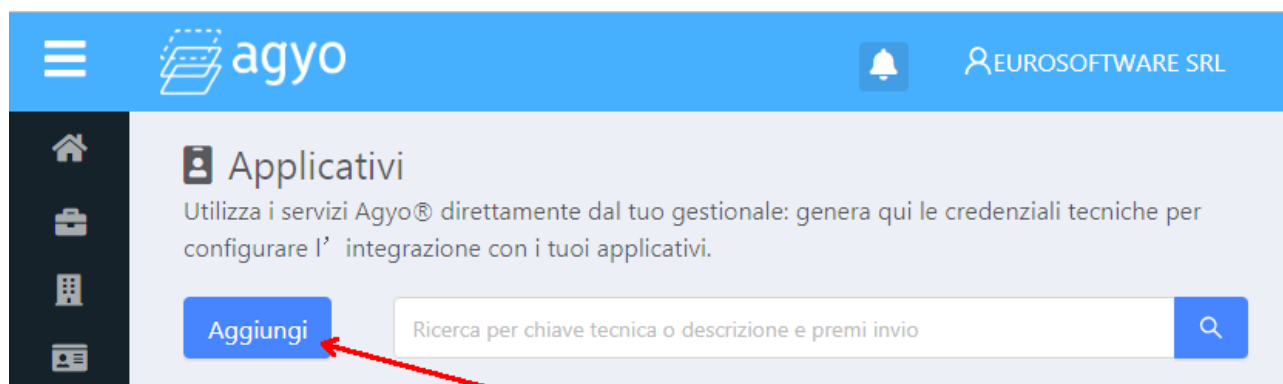 agyo
EUROSOFTWARE SRL
Applicativi
Utilizza i servizi Agyo® direttamente dal tuo gestionale: genera qui le credenziali tecniche per
configurare l’ integrazione con i tuoi applicativi.
Aggiungi
Ricerca per chiave tecnica o descrizione e premi invio